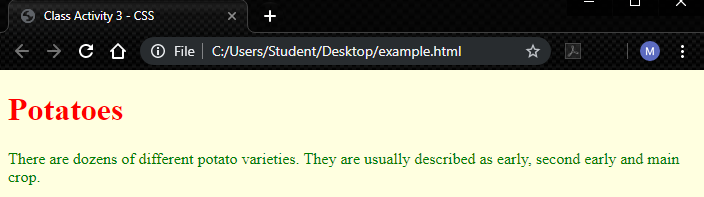 Class Activity 3 - CSS
File
C:/Users/Student/Desktop/example.html
M
Potatoes
There are dozens of different potato varieties. They are usually described as early, second early and main
crop.